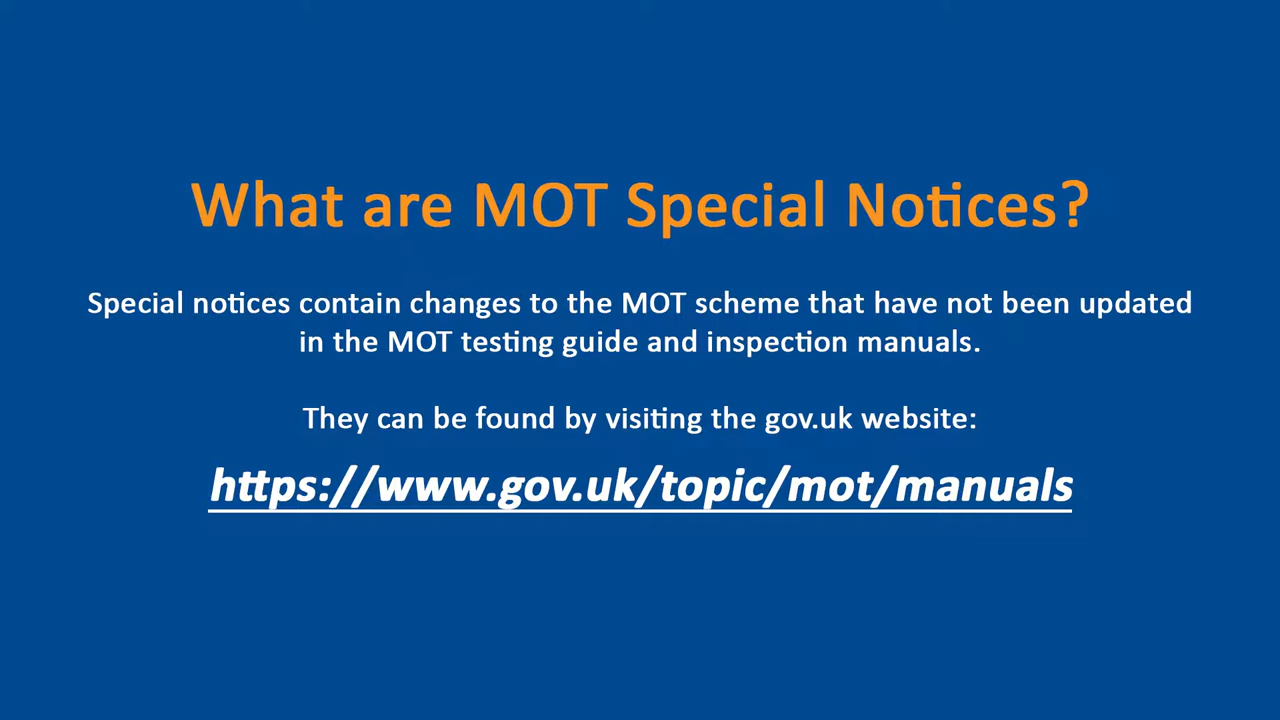 What are MOT Special Notices?
Special notices contain changes to the MOT scheme that have not been updated
in the MOT testing guide and inspection manuals.
They can be found by visiting the gov.uk website:
https://www.gov.uk/topic/mot/manuals